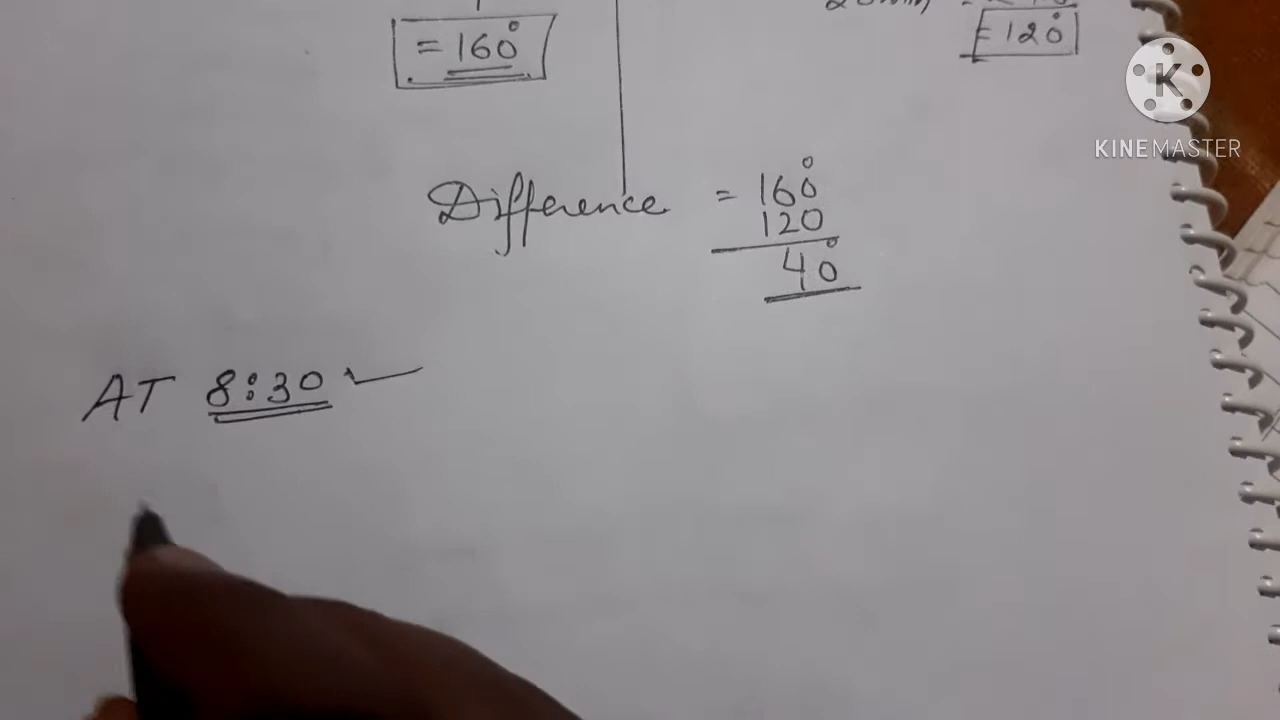 = 160°
= 120°
K
KINEMASTER
Difference = 160°
120
40°
AT 8:30 ✓